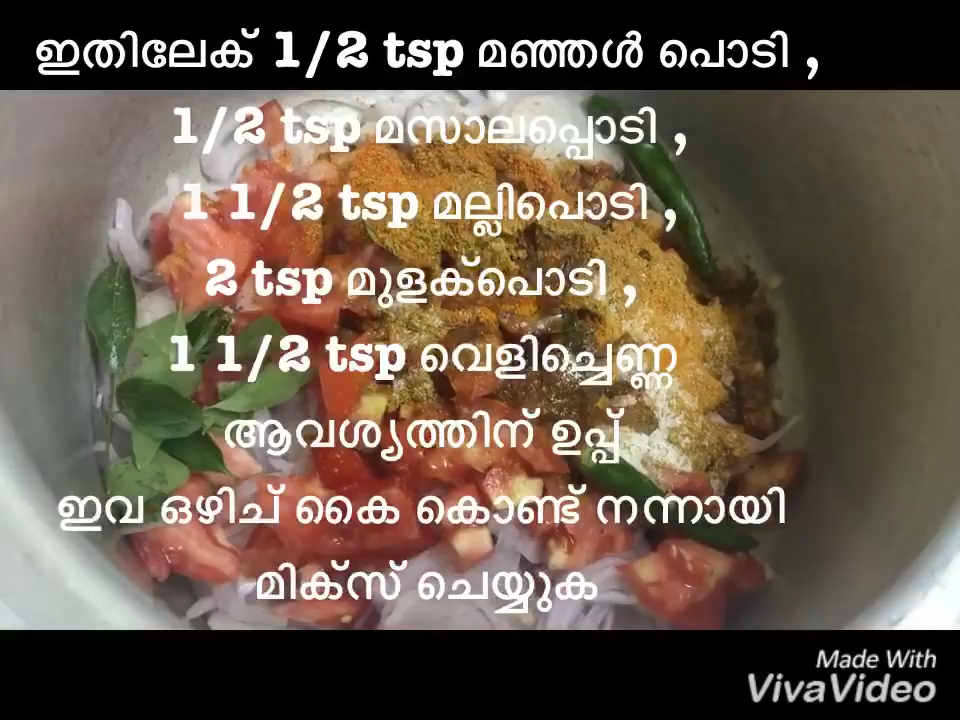 ഇതിലേക് 1/2 tsp മഞ്ഞൾ പൊടി ,
1/2 tsp മസാലപ്പൊടി ,
1 1/2 tsp മല്ലിപൊടി ,
2 tsp മുളക്പൊടി ,
1 1/2 tsp വെളിച്ചെണ്ണ
ആവശ്യത്തിന് ഉപ്പ്
ഇവ ഒഴിച് കൈ കൊണ്ട് നന്നായി
മിക്സ് ചെയ്യുക
Made With
VivaVideo